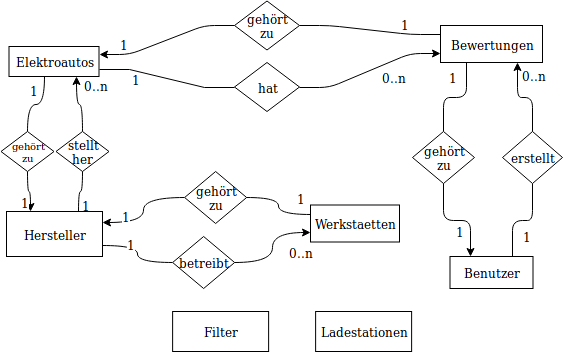 gehört
zu
1
1
Bewertungen
Elektroautos
1
hat
0..n
1
0..n
1
0..n
gehört
zu
stellt
her
gehört
zu
erstellt
1
1
gehört
zu
1
1
Hersteller
Werkstaetten
1
betreibt
0..n
1
1
Benutzer
Filter
Ladestationen